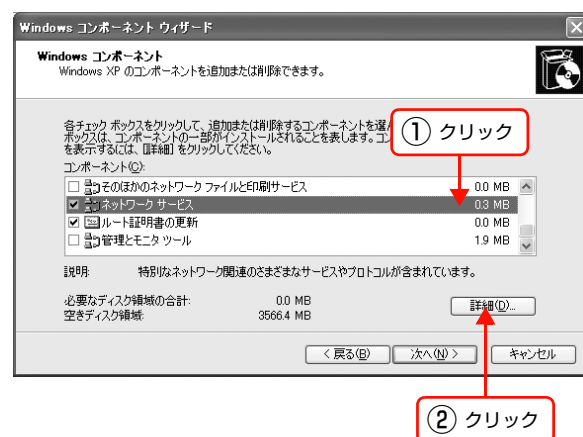 Windows コンポーネント ウィザード
Windows コンポーネント
Windows XP のコンポーネントを追加または削除できます。
各チェック ボックスをクリックして、追加または削除するコンポーネントを選
ボックスは、コンポーネントの一部がインストールされることを表します。コン
を表示するには、[詳細] をクリックしてください。
① クリック
コンポーネント(C):
そのほかのネットワーク ファイルと印刷サービス 0.0 MB
ネットワーク サービス 0.3 MB
ルート証明書の更新 0.0 MB
管理とモニタ ツール 1.9 MB
説明: 特別なネットワーク関連のさまざまなサービスやプロトコルが含まれています。
必要なディスク領域の合計: 0.0 MB
空きディスク領域: 3566.4 MB
詳細(D)...
< 戻る(B) 次へ(N) > キャンセル
② クリック